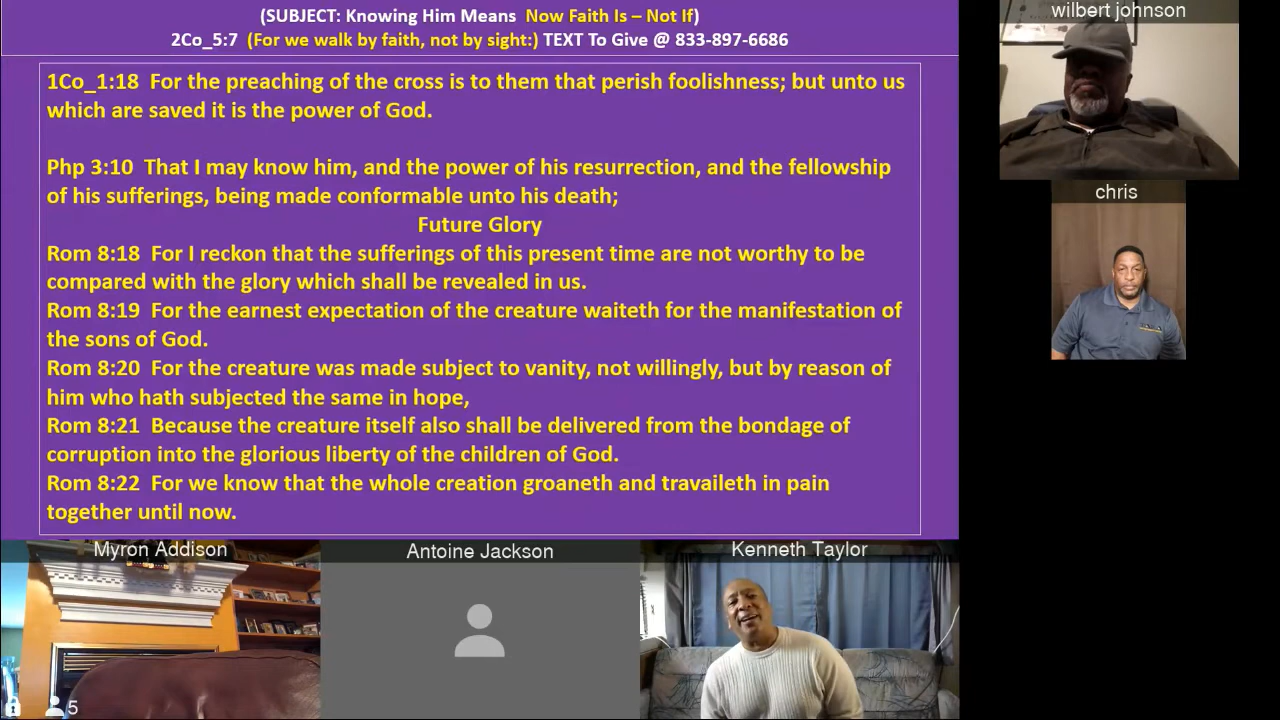 (SUBJECT: Knowing Him Means Now Faith Is – Not If)
2Co_5:7 (For we walk by faith, not by sight:) TEXT To Give @ 833-897-6686
1Co_1:18 For the preaching of the cross is to them that perish foolishness; but unto us
which are saved it is the power of God.
Php 3:10 That I may know him, and the power of his resurrection, and the fellowship
of his sufferings, being made conformable unto his death;
Future Glory
Rom 8:18 For I reckon that the sufferings of this present time are not worthy to be
compared with the glory which shall be revealed in us.
Rom 8:19 For the earnest expectation of the creature waiteth for the manifestation of
the sons of God.
Rom 8:20 For the creature was made subject to vanity, not willingly, but by reason of
him who hath subjected the same in hope,
Rom 8:21 Because the creature itself also shall be delivered from the bondage of
corruption into the glorious liberty of the children of God.
Rom 8:22 For we know that the whole creation groaneth and travaileth in pain
together until now.
wilbert johnson
chris
Myron Addison
Antoine Jackson
Kenneth Taylor
5